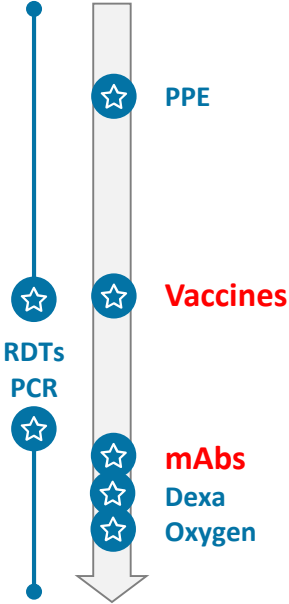 PPE
Vaccines
RDTs
PCR
mAbs
Dexa
Oxygen